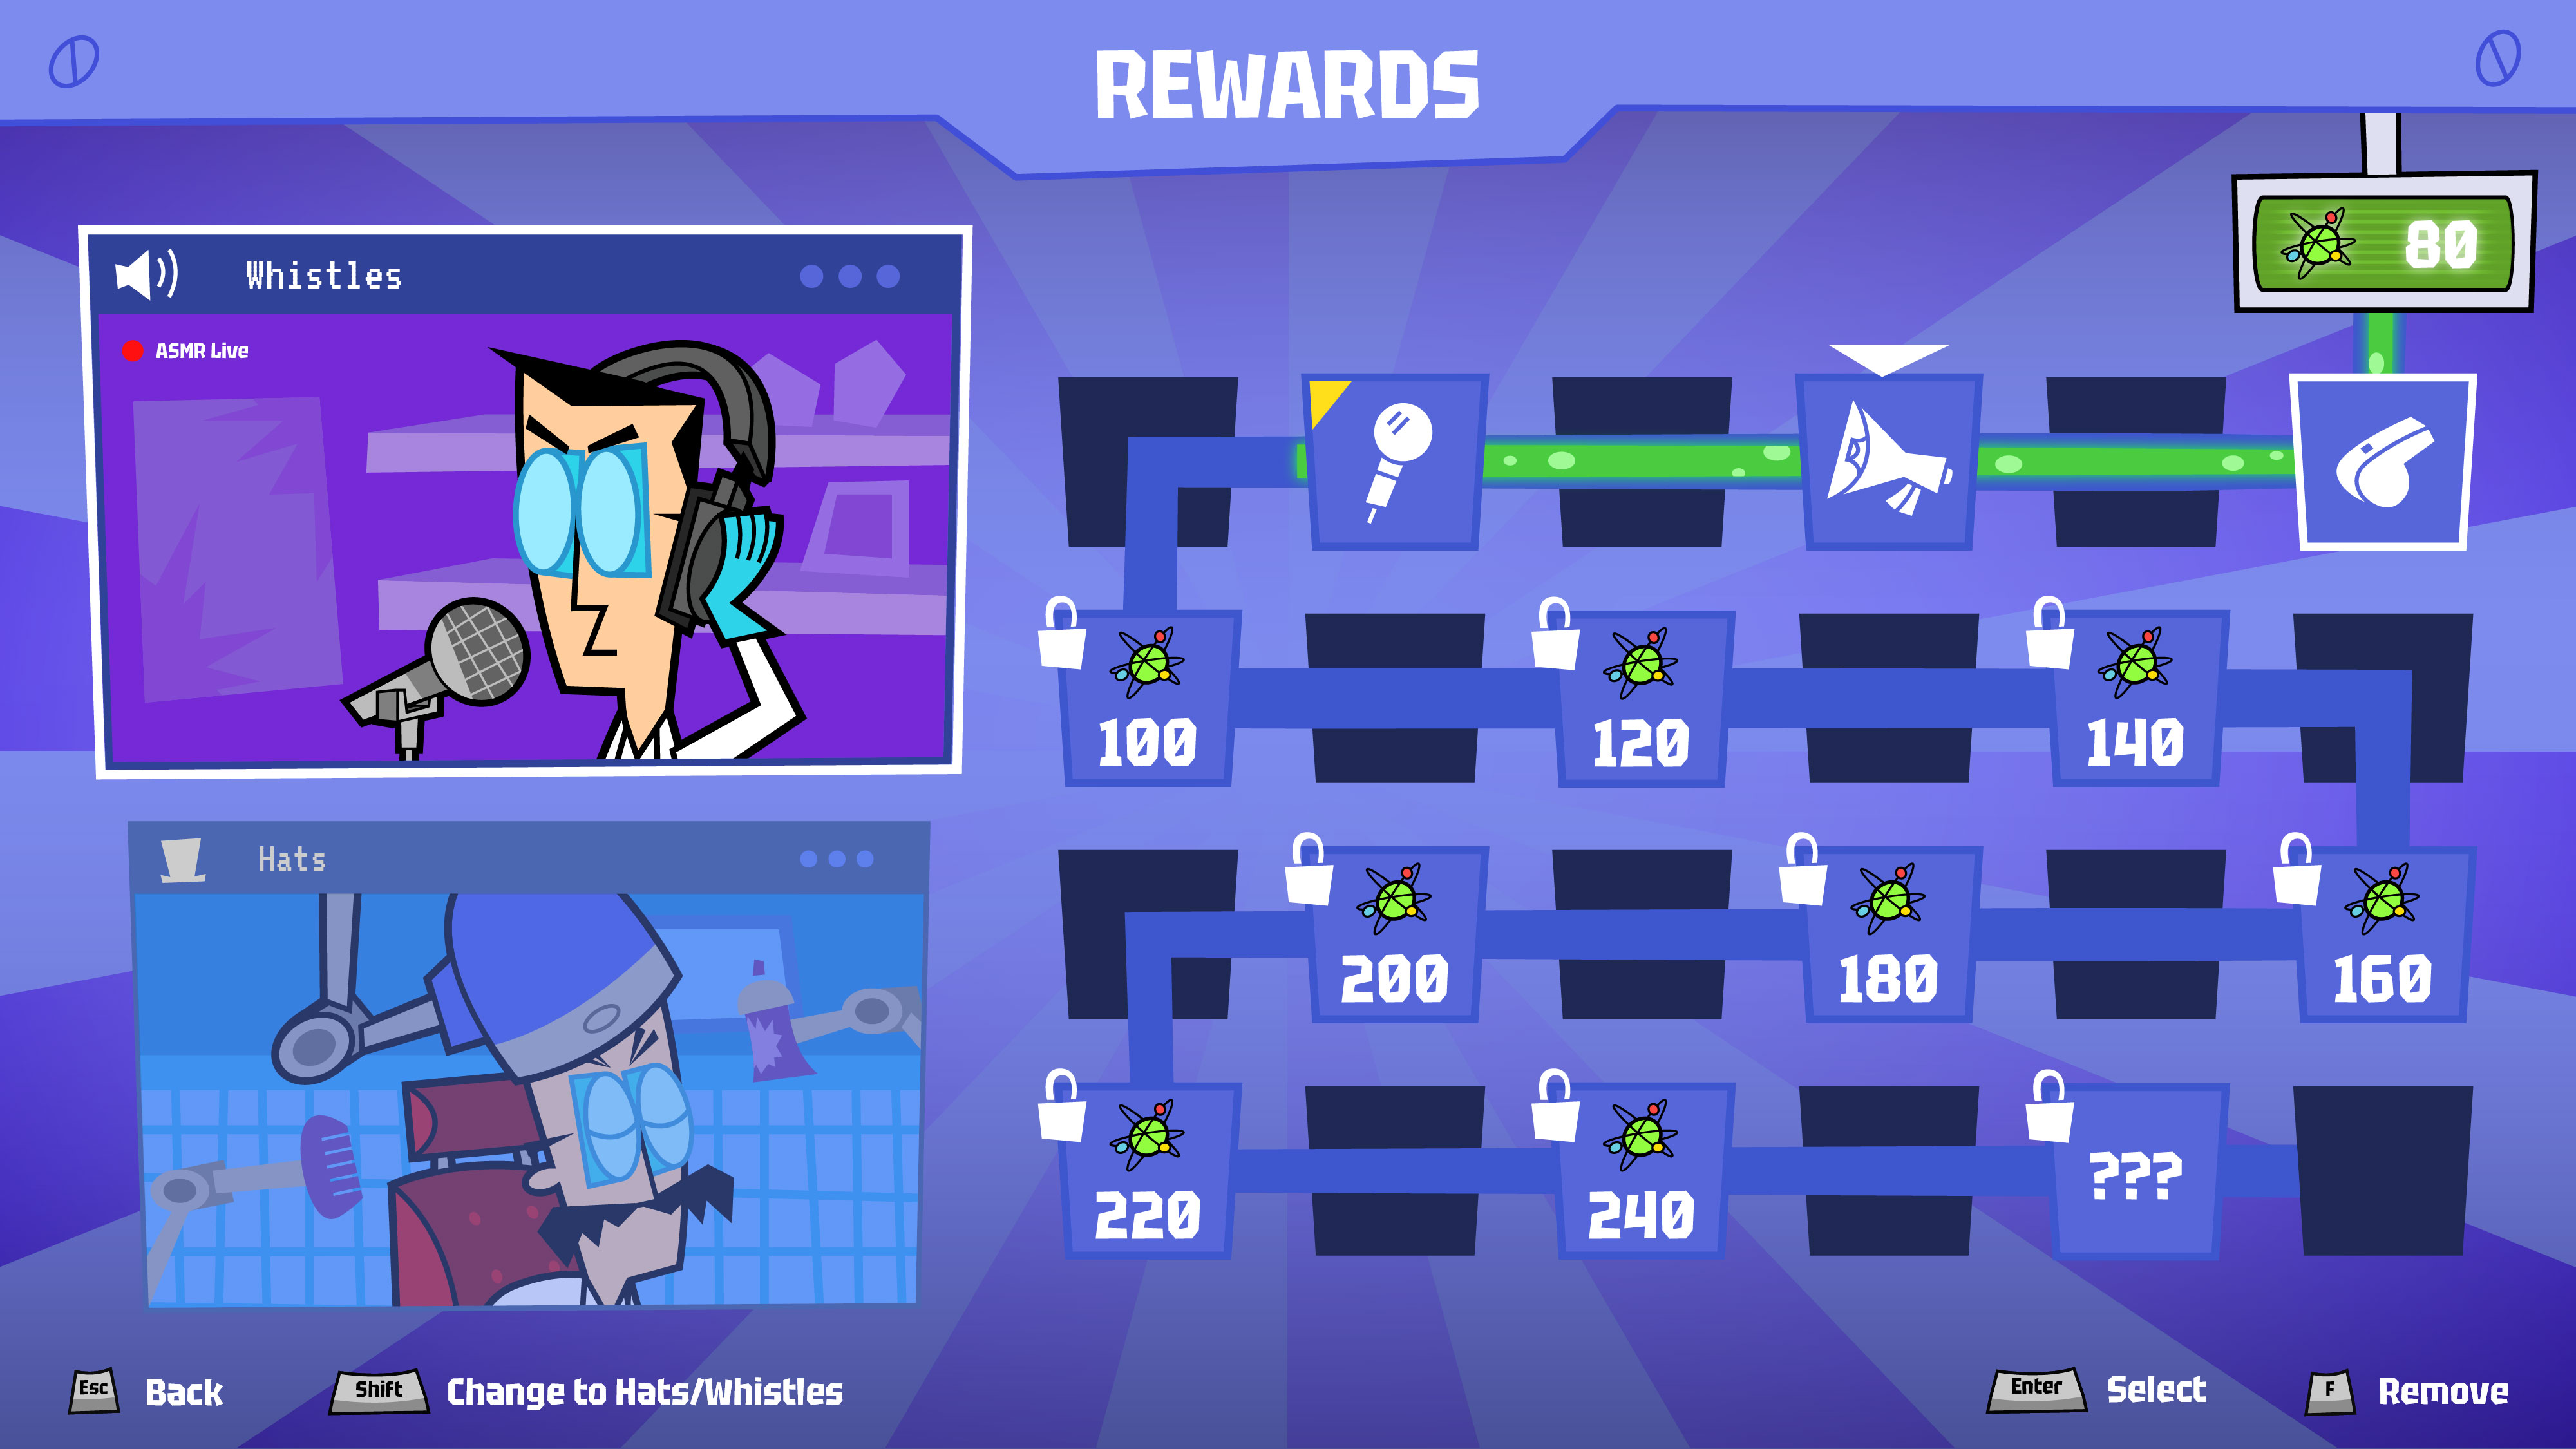 REWARDS
80
Whistles
ASMR Live
100
120
140
Hats
200
180
160
220
240
???
Esc Back
Shift Change to Hats/Whistles
Enter Select
F Remove